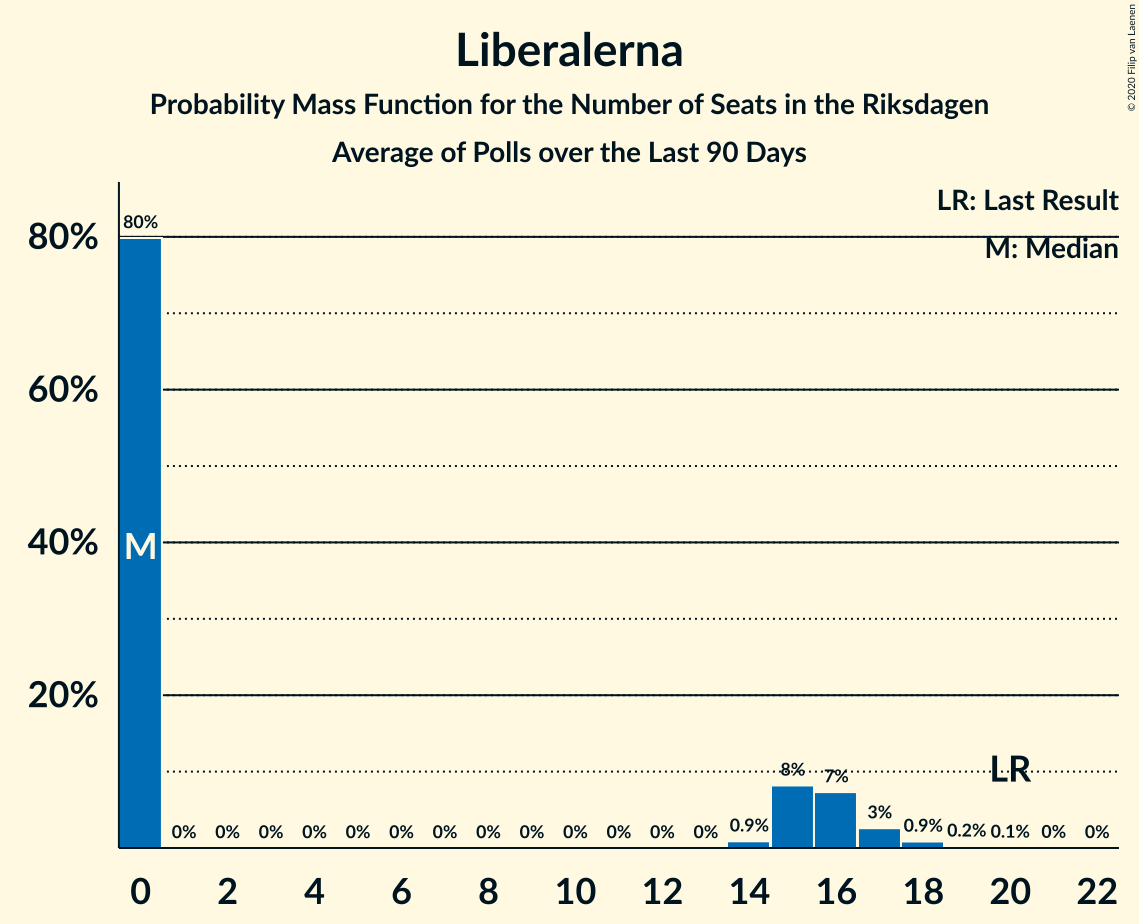 Liberalerna
Probability Mass Function for the Number of Seats in the Riksdagen
Average of Polls over the Last 90 Days
© 2020 Filip van Laenen
LR: Last Result
M: Median
80%
60%
40%
20%
80%
M
0% 0% 0% 0% 0% 0% 0% 0% 0% 0% 0% 0% 0% 0.9% 8% 7% 3% 0.9% 0.2% 0.1% 0% 0%
LR
0 2 4 6 8 10 12 14 16 18 20 22